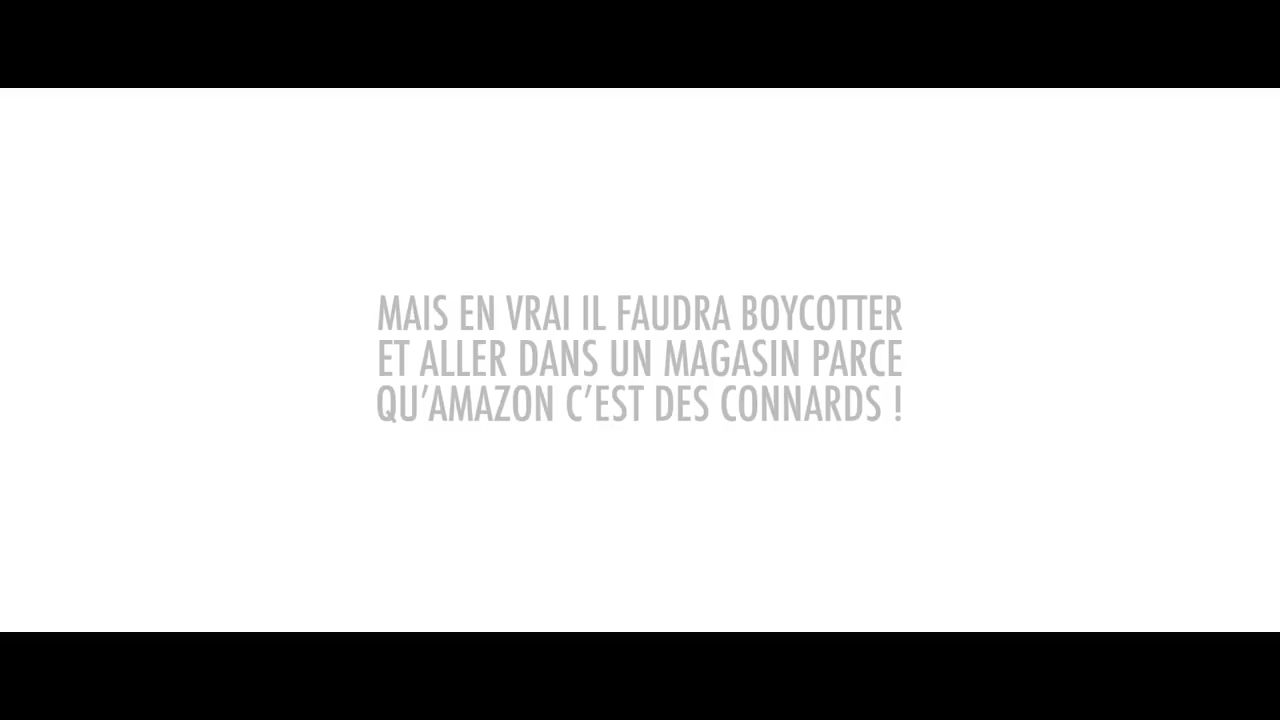 MAIS EN VRAI IL FAUDRA BOYCOTTER
ET ALLER DANS UN MAGASIN PARCE
QU'AMAZON C'EST DES CONNARDS !